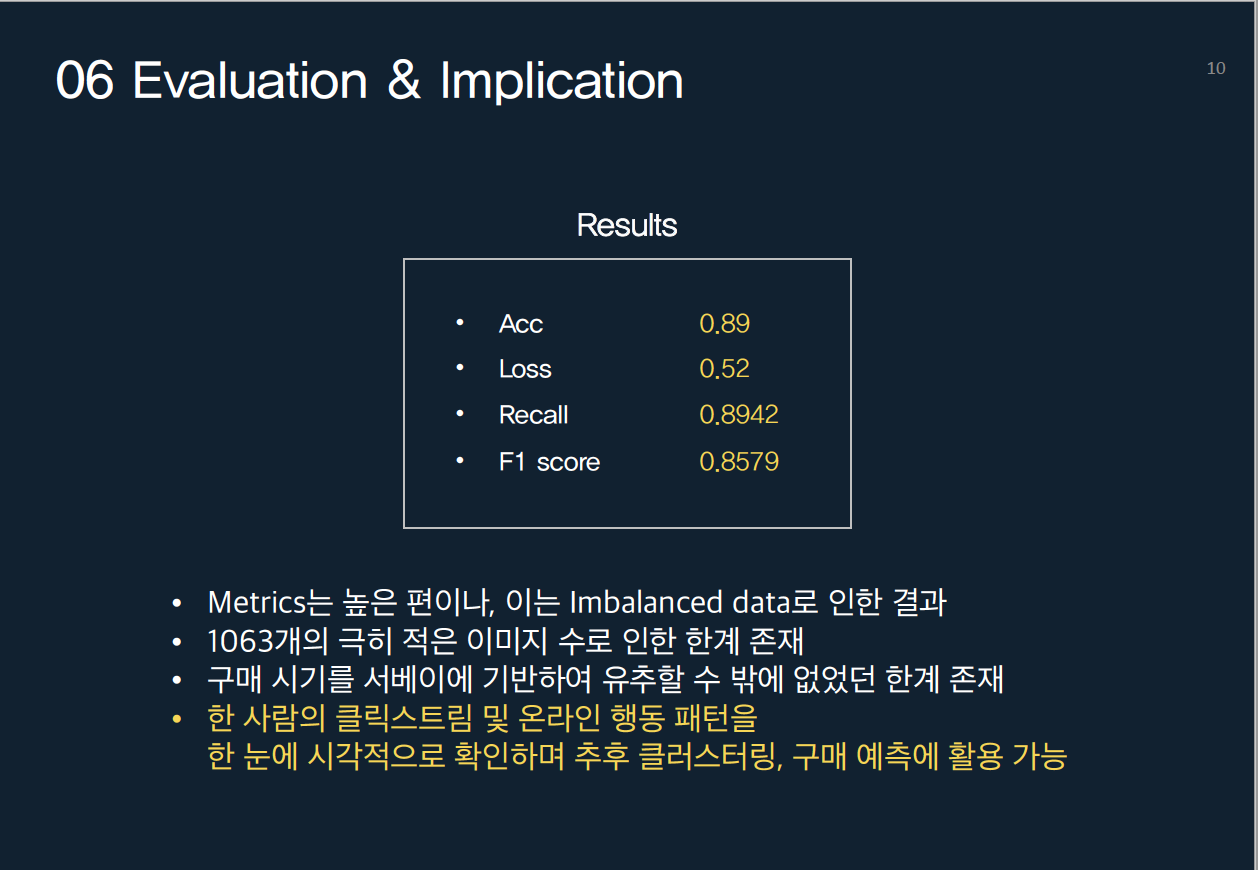 06 Evaluation & Implication
10
Results
• Acc 0.89
• Loss 0.52
• Recall 0.8942
• F1 score 0.8579
• Metrics는 높은 편이나, 이는 Imbalanced data로 인한 결과
• 1063개의 극히 적은 이미지 수로 인한 한계 존재
• 구매 시기를 서베이에 기반하여 유추할 수 밖에 없었던 한계 존재
• 한 사람의 클릭스트림 및 온라인 행동 패턴을
한 눈에 시각적으로 확인하며 추후 클러스터링, 구매 예측에 활용 가능